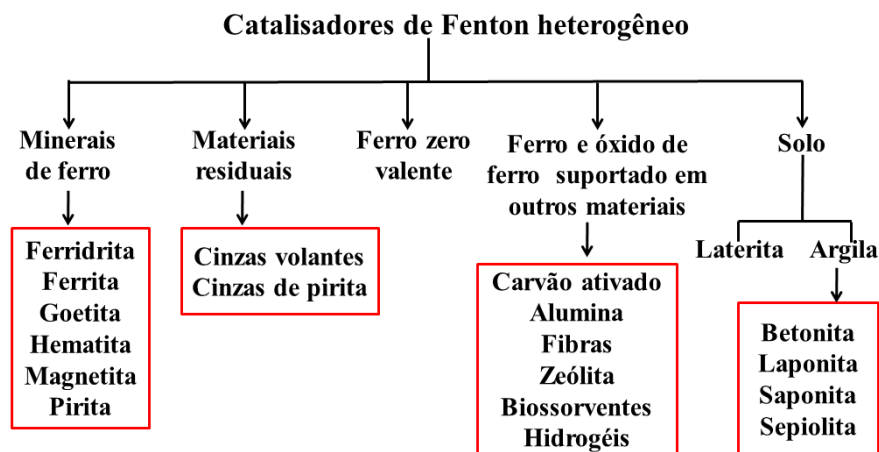 Catalisadores de Fenton heterogêneo
Minerais
de ferro
Materiais
residuais
Ferro zero
valente
Ferro e óxido de
ferro suportado em
outros materiais
Solo
Ferridrita
Ferrita
Goetita
Hematita
Magnetita
Pirita
Cinzas volantes
Cinzas de pirita
Carvão ativado
Alumina
Fibras
Zeólita
Biossorventes
Hidrogéis
Laterita
Argila
Betonita
Laponita
Saponita
Sepiolita